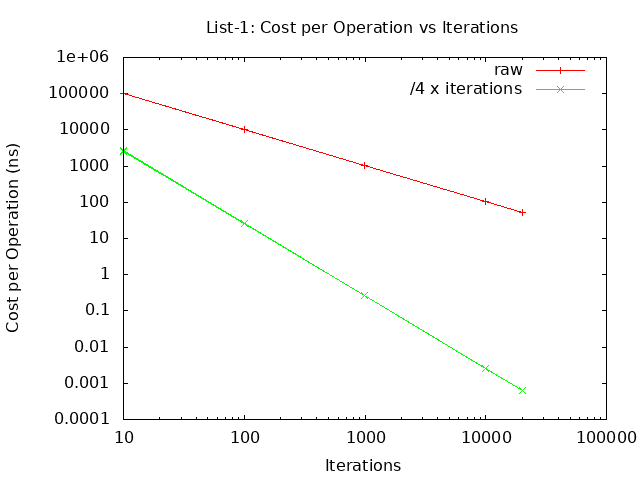 List-1: Cost per Operation vs Iterations
1e+06
raw
100000
/4 x iterations
10000
1000
100
10
1
0.1
0.01
0.001
0.0001
Cost per Operation (ns)
10 100 1000 10000 100000
Iterations